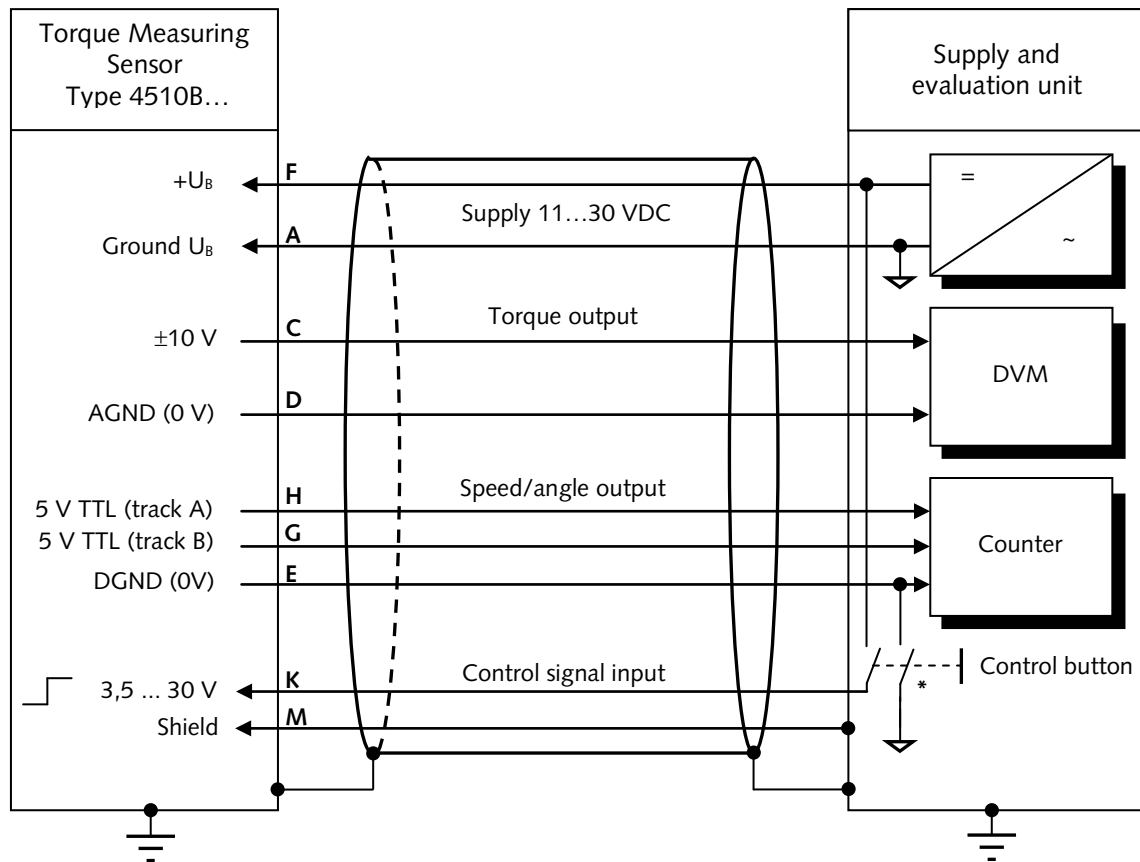 Torque Measuring
Sensor
Type 4510B…
Supply and
evaluation unit
+UB
F
=
Supply 11…30 VDC
Ground UB
A
~
Torque output
±10 V
C
DVM
AGND (0 V)
D
Speed/angle output
5 V TTL (track A)
H
5 V TTL (track B)
G
Counter
DGND (0V)
E
Control signal input
Control button
3,5 ... 30 V
K
*
Shield
M